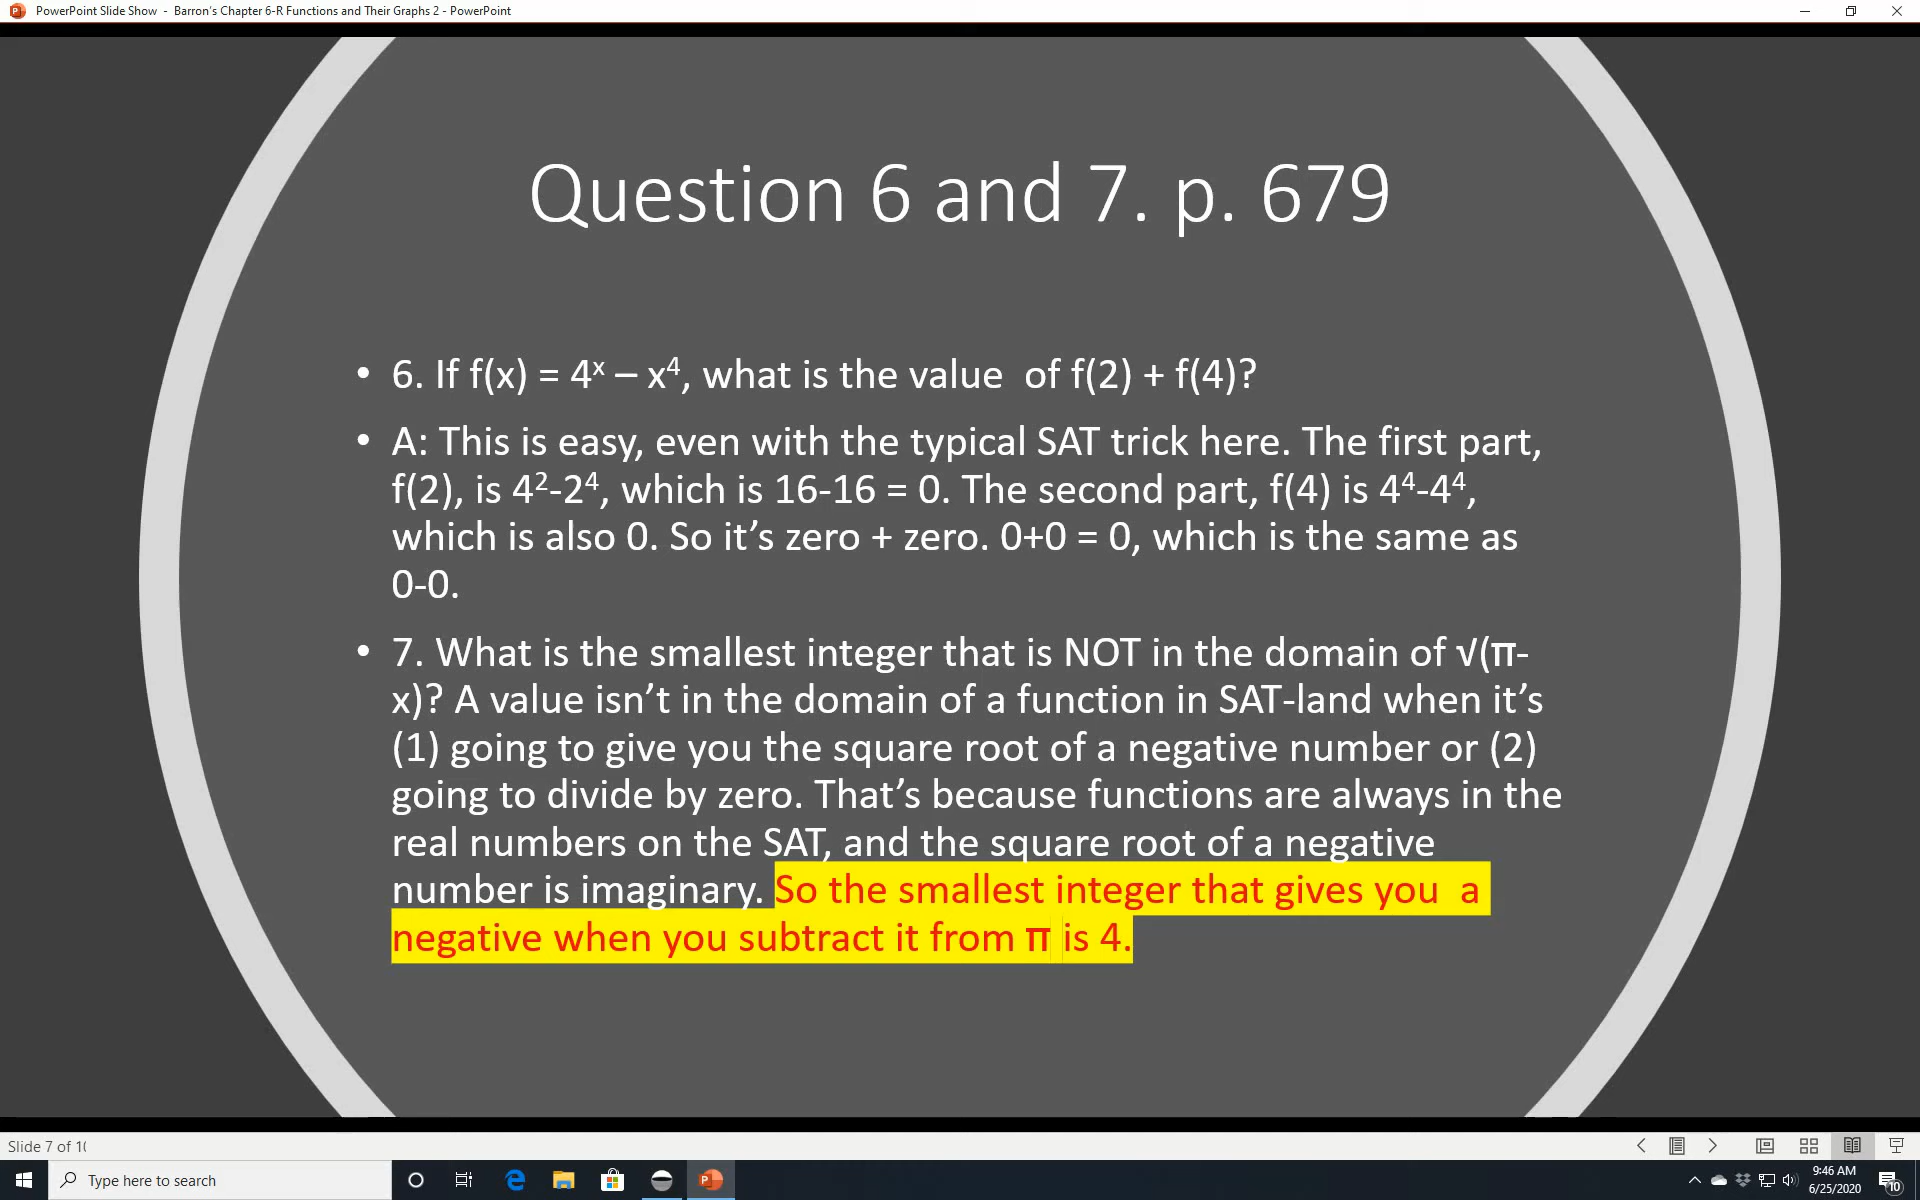 PowerPoint Slide Show - Barron's Chapter 6-R Functions and Their Graphs 2 - PowerPoint
Question 6 and 7. p. 679
• 6. If f(x) = 4ˣ – x⁴, what is the value of f(2) + f(4)?
• A: This is easy, even with the typical SAT trick here. The first part,
f(2), is 4²-2⁴, which is 16-16 = 0. The second part, f(4) is 4⁴-4⁴,
which is also 0. So it's zero + zero. 0+0 = 0, which is the same as
0-0.
• 7. What is the smallest integer that is NOT in the domain of √(π-
x)? A value isn't in the domain of a function in SAT-land when it's
(1) going to give you the square root of a negative number or (2)
going to divide by zero. That's because functions are always in the
real numbers on the SAT, and the square root of a negative
number is imaginary. So the smallest integer that gives you a
negative when you subtract it from π is 4.
Slide 7 of 10
Type here to search
9:46 AM
6/25/2020
10